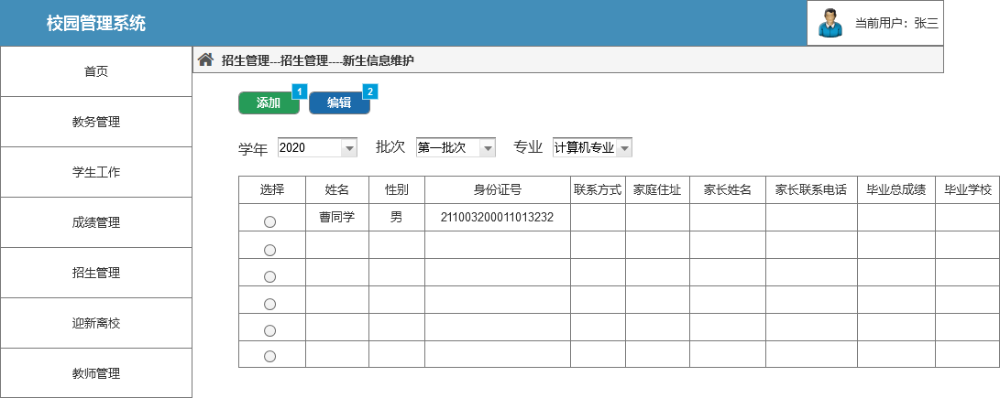 校园管理系统
当前用户：张三
首页
教务管理
学生工作
成绩管理
招生管理
迎新离校
教师管理
招生管理---招生管理----新生信息维护
添加 1 编辑 2
学年 2020 批次 第一批次 专业 计算机专业
选择 姓名 性别 身份证号 联系方式 家庭住址 家长姓名 家长联系电话 毕业总成绩 毕业学校
曹同学 男 211003200011013232